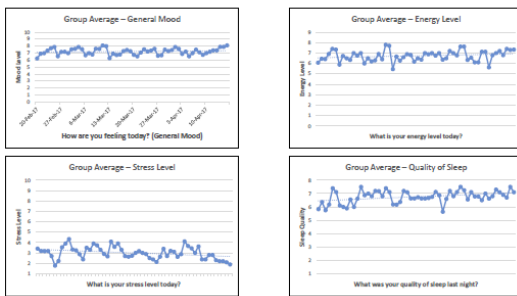 Group Average – General Mood
10
9
8
7
6
5
4
3
2
1
Mood Level
20-Feb-17
27-Feb-17
6-Mar-17
13-Mar-17
20-Mar-17
27-Mar-17
3-Apr-17
10-Apr-17
How are you feeling today? (General Mood)
Group Average – Energy Level
9
8
7
6
5
4
3
2
1
0
Energy Level
What is your energy level today?
Group Average – Stress Level
10
9
8
7
6
5
4
3
2
1
Stress Level
What is your stress level today?
Group Average – Quality of Sleep
9
8
7
6
5
4
3
2
1
Sleep Quality
What was your quality of sleep last night?